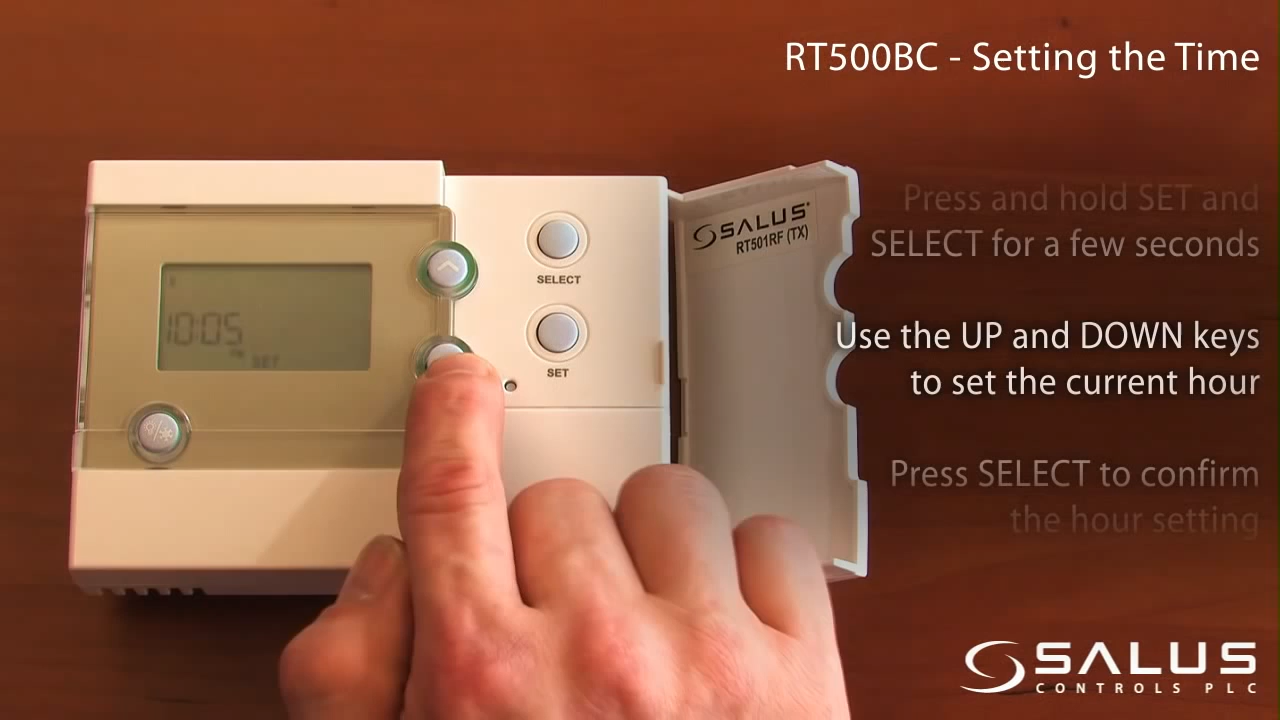 RT500BC - Setting the Time
Press and hold SET and
SELECT for a few seconds
Use the UP and DOWN keys
to set the current hour
Press SELECT to confirm
the hour setting
SALUS
RT501RF (TX)
SELECT
SET
10:05
PM
SET
SALUS
CONTROLS PLC